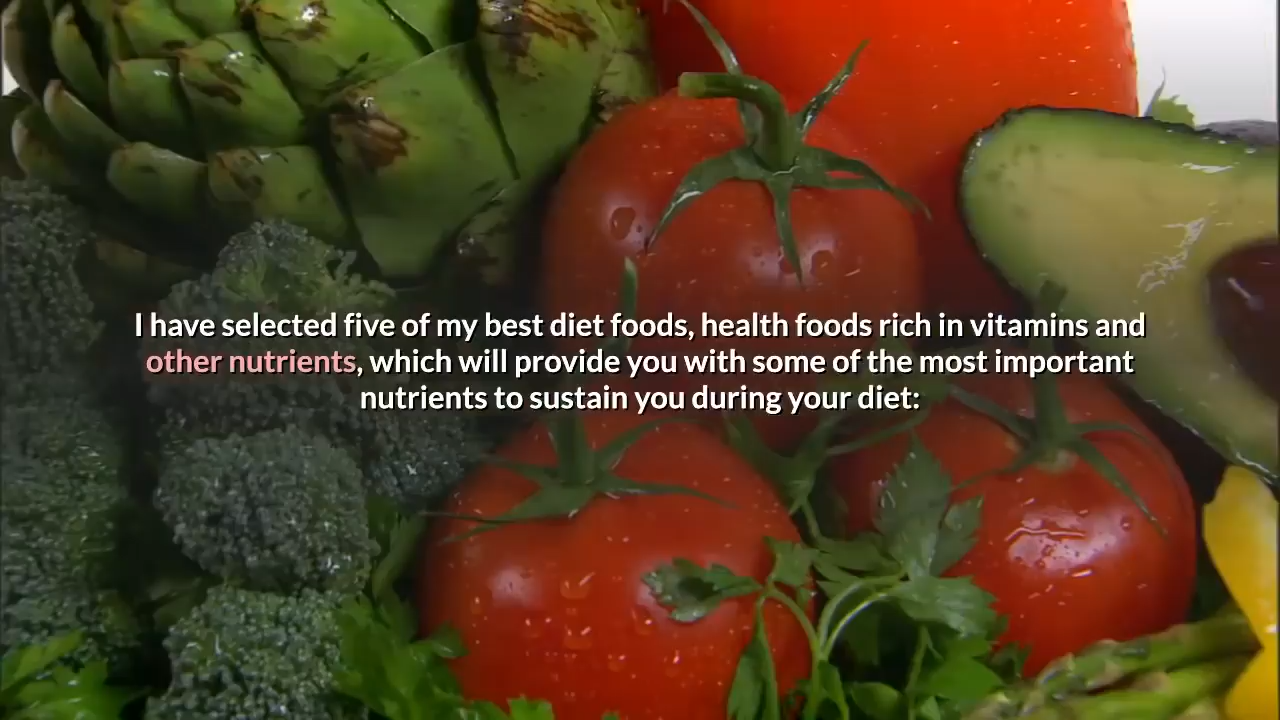 I have selected five of my best diet foods, health foods rich in vitamins and
other nutrients, which will provide you with some of the most important
nutrients to sustain you during your diet: